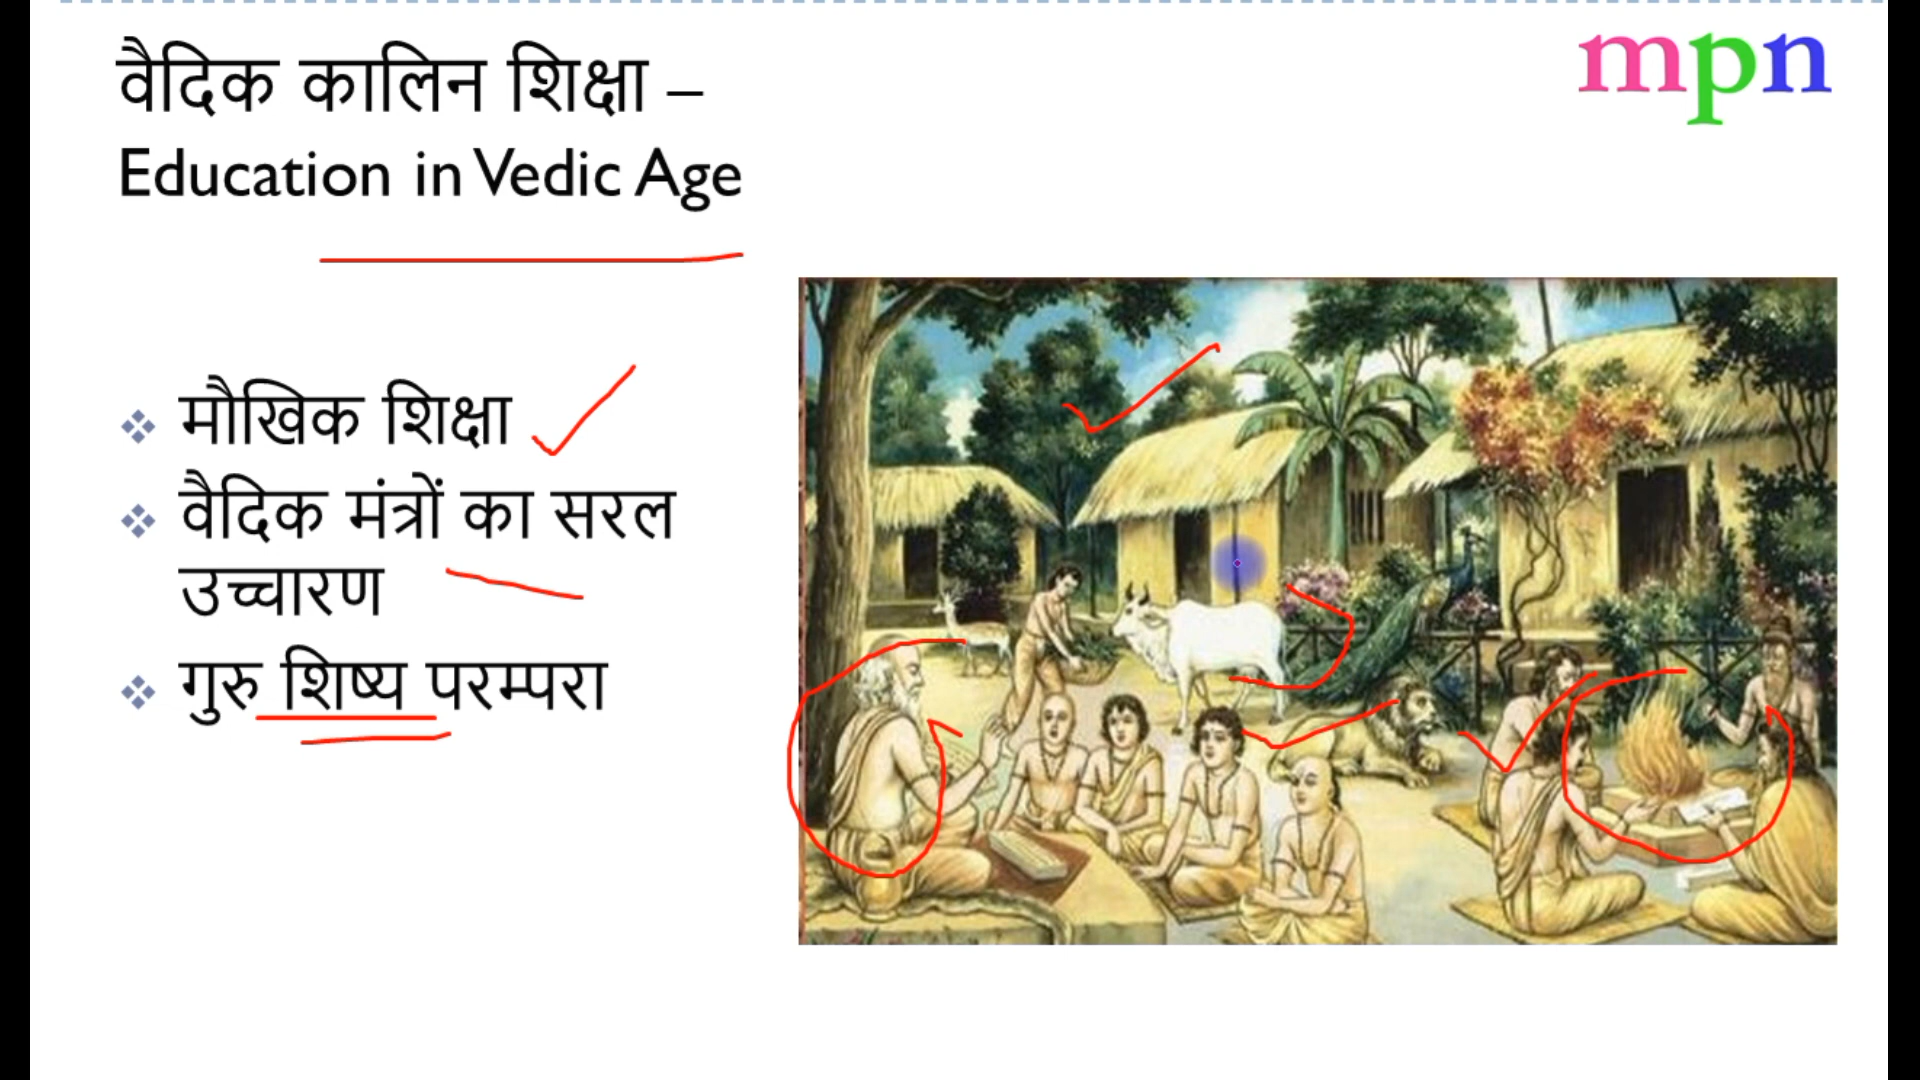 mpn
वैदिक कालिन शिक्षा –
Education in Vedic Age
मौखिक शिक्षा
वैदिक मंत्रों का सरल
उच्चारण
गुरु शिष्य परम्परा